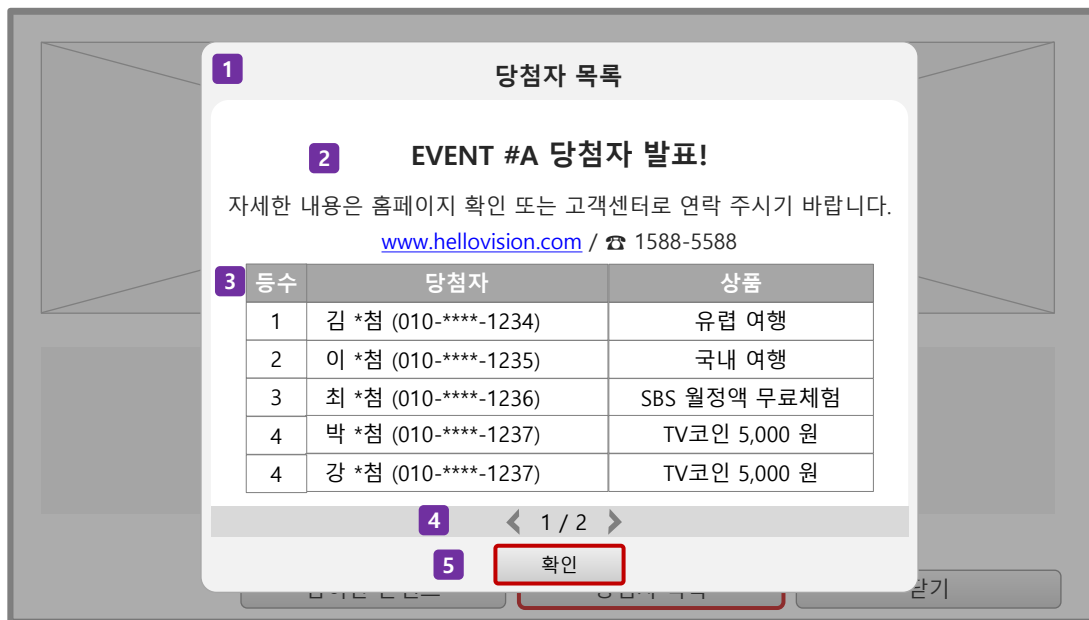 1 당첨자 목록
2 EVENT #A 당첨자 발표!
자세한 내용은 홈페이지 확인 또는 고객센터로 연락 주시기 바랍니다.
www.hellovision.com / ☎ 1588-5588
3 등수 당첨자 상품
1 김 *첨 (010-****-1234) 유렵 여행
2 이 *첨 (010-****-1235) 국내 여행
3 최 *첨 (010-****-1236) SBS 월정액 무료체험
4 박 *첨 (010-****-1237) TV코인 5,000 원
4 강 *첨 (010-****-1237) TV코인 5,000 원
4 1 / 2
5 확인
닫기